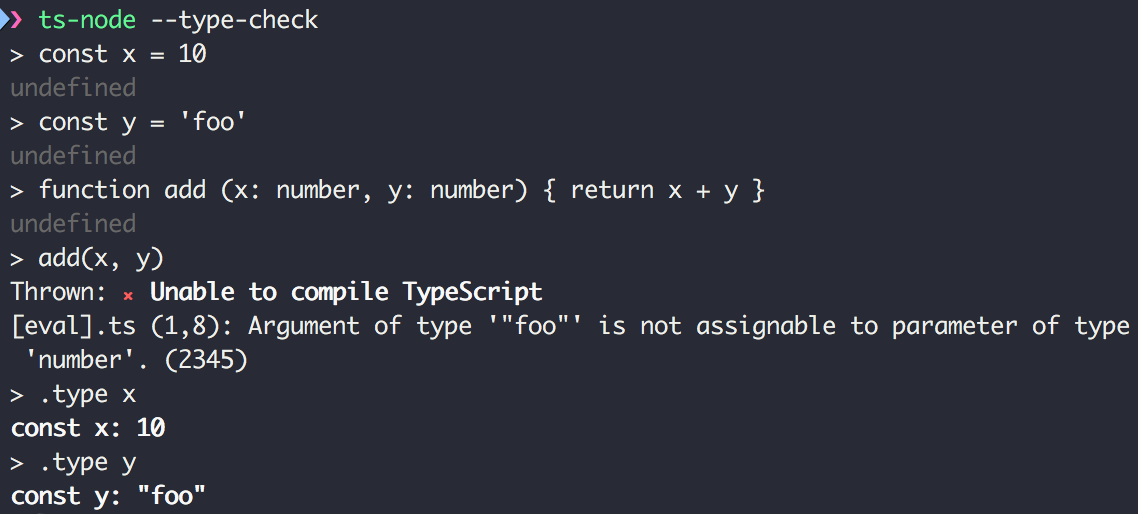 ❯ ts-node --type-check
> const x = 10
undefined
> const y = 'foo'
undefined
> function add (x: number, y: number) { return x + y }
undefined
> add(x, y)
Thrown: ⨯ Unable to compile TypeScript
[eval].ts (1,8): Argument of type '"foo"' is not assignable to parameter of type
'number'. (2345)
> .type x
const x: 10
> .type y
const y: "foo"